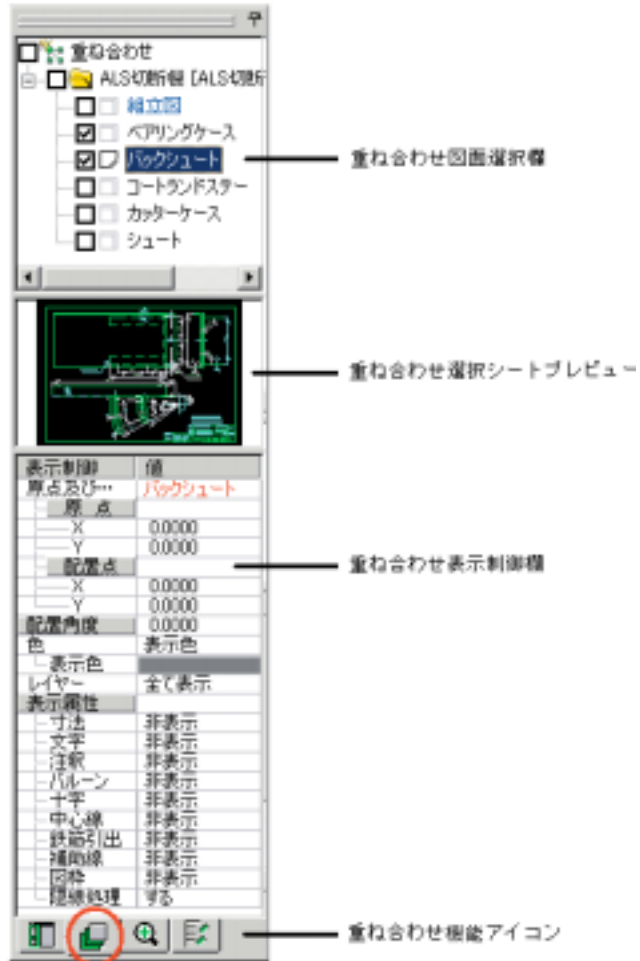 重ね合わせ
ALS切断機 [ALS切断
組立図
ベアリングケース
バックシュート
コートランドスター
カッターケース
シュート
重ね合わせ図面選択欄
重ね合わせ選択シートプレビュー
表示制御 値
原点及び… バックシュート
原 点
X 0.0000
Y 0.0000
配置点
X 0.0000
Y 0.0000
配置角度 0.0000
色 表示色
表示色
レイヤー 全て表示
表示属性
寸法 非表示
文字 非表示
注釈 非表示
バルーン 非表示
十字 非表示
中心線 非表示
鉄筋引出 非表示
補助線 非表示
図枠 非表示
隠線処理 する
重ね合わせ表示制御欄
重ね合わせ機能アイコン